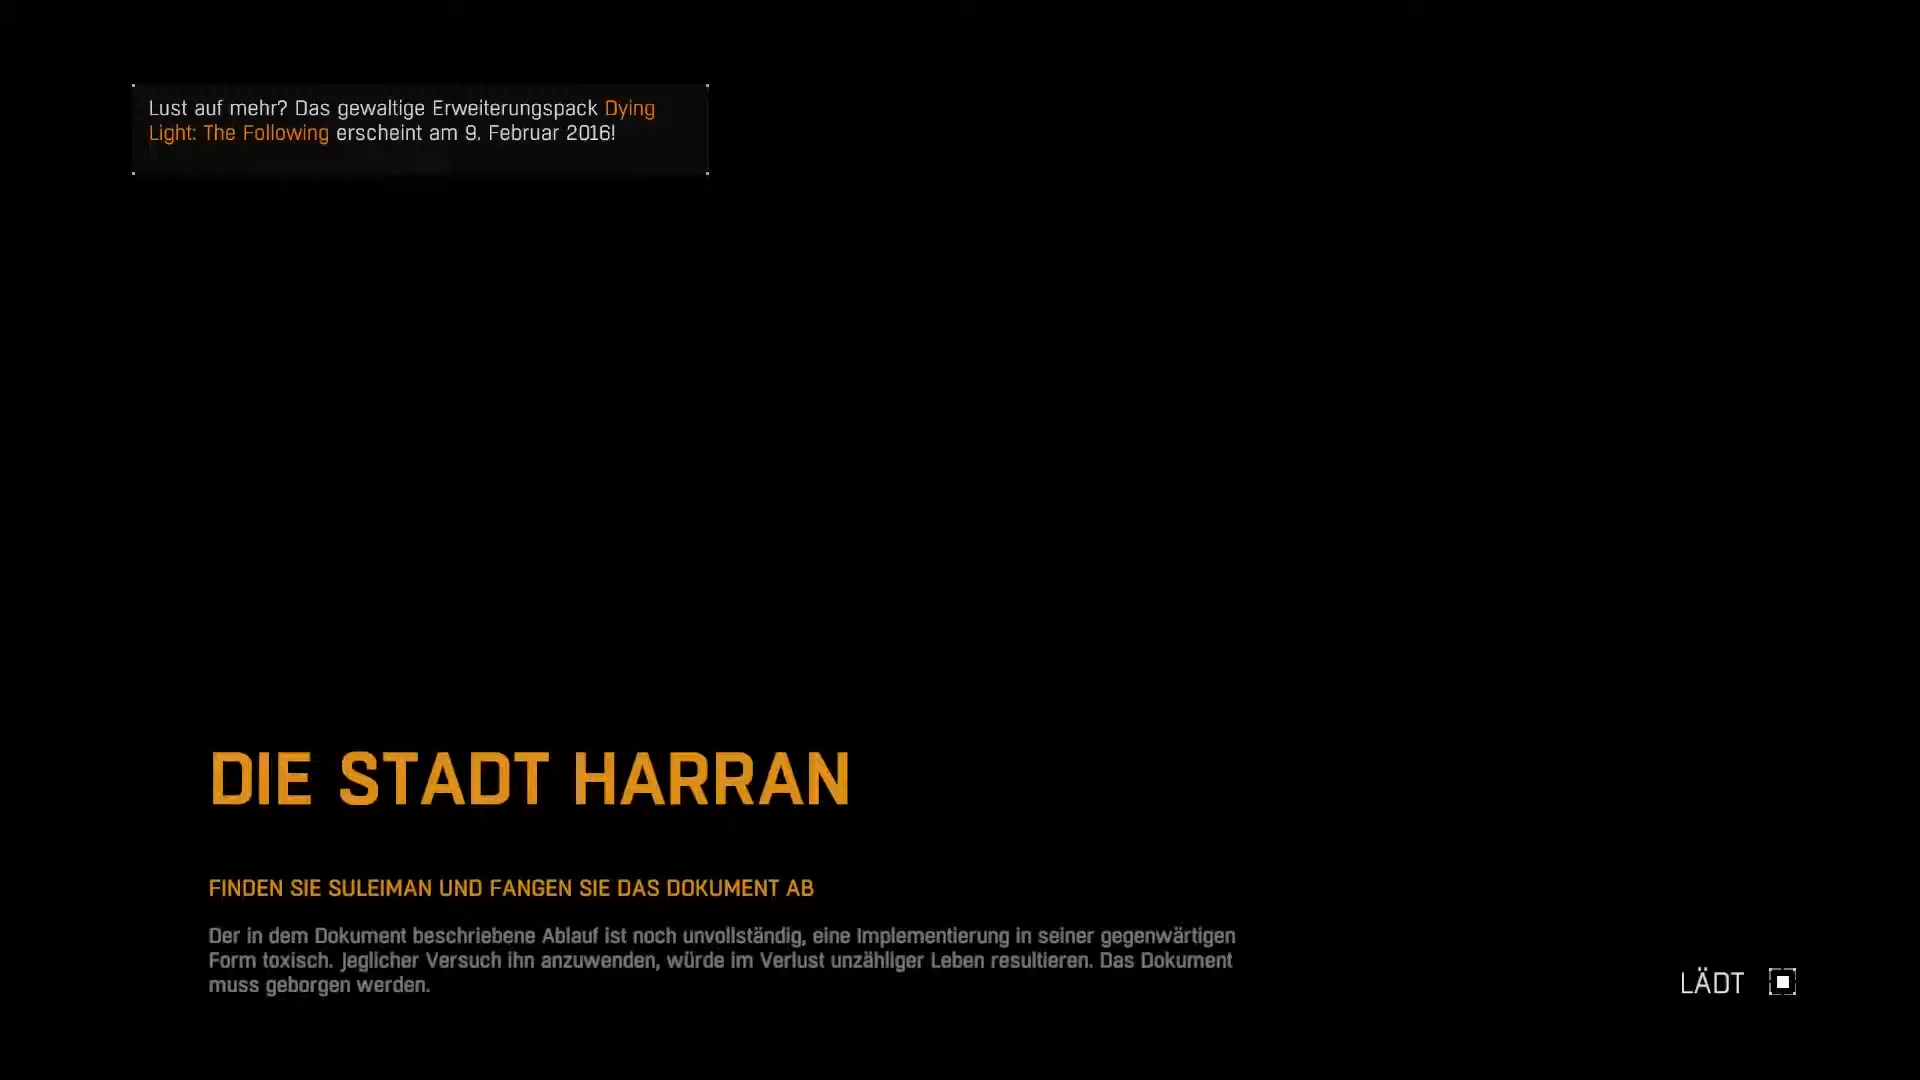 Lust auf mehr? Das gewaltige Erweiterungspack Dying
Light: The Following erscheint am 9. Februar 2016!
DIE STADT HARRAN
FINDEN SIE SULEIMAN UND FANGEN SIE DAS DOKUMENT AB
Der in dem Dokument beschriebene Ablauf ist noch unvollständig, eine Implementierung in seiner gegenwärtigen
Form toxisch. Jeglicher Versuch ihn anzuwenden, würde im Verlust unzähliger Leben resultieren. Das Dokument
muss geborgen werden.
LÄDT